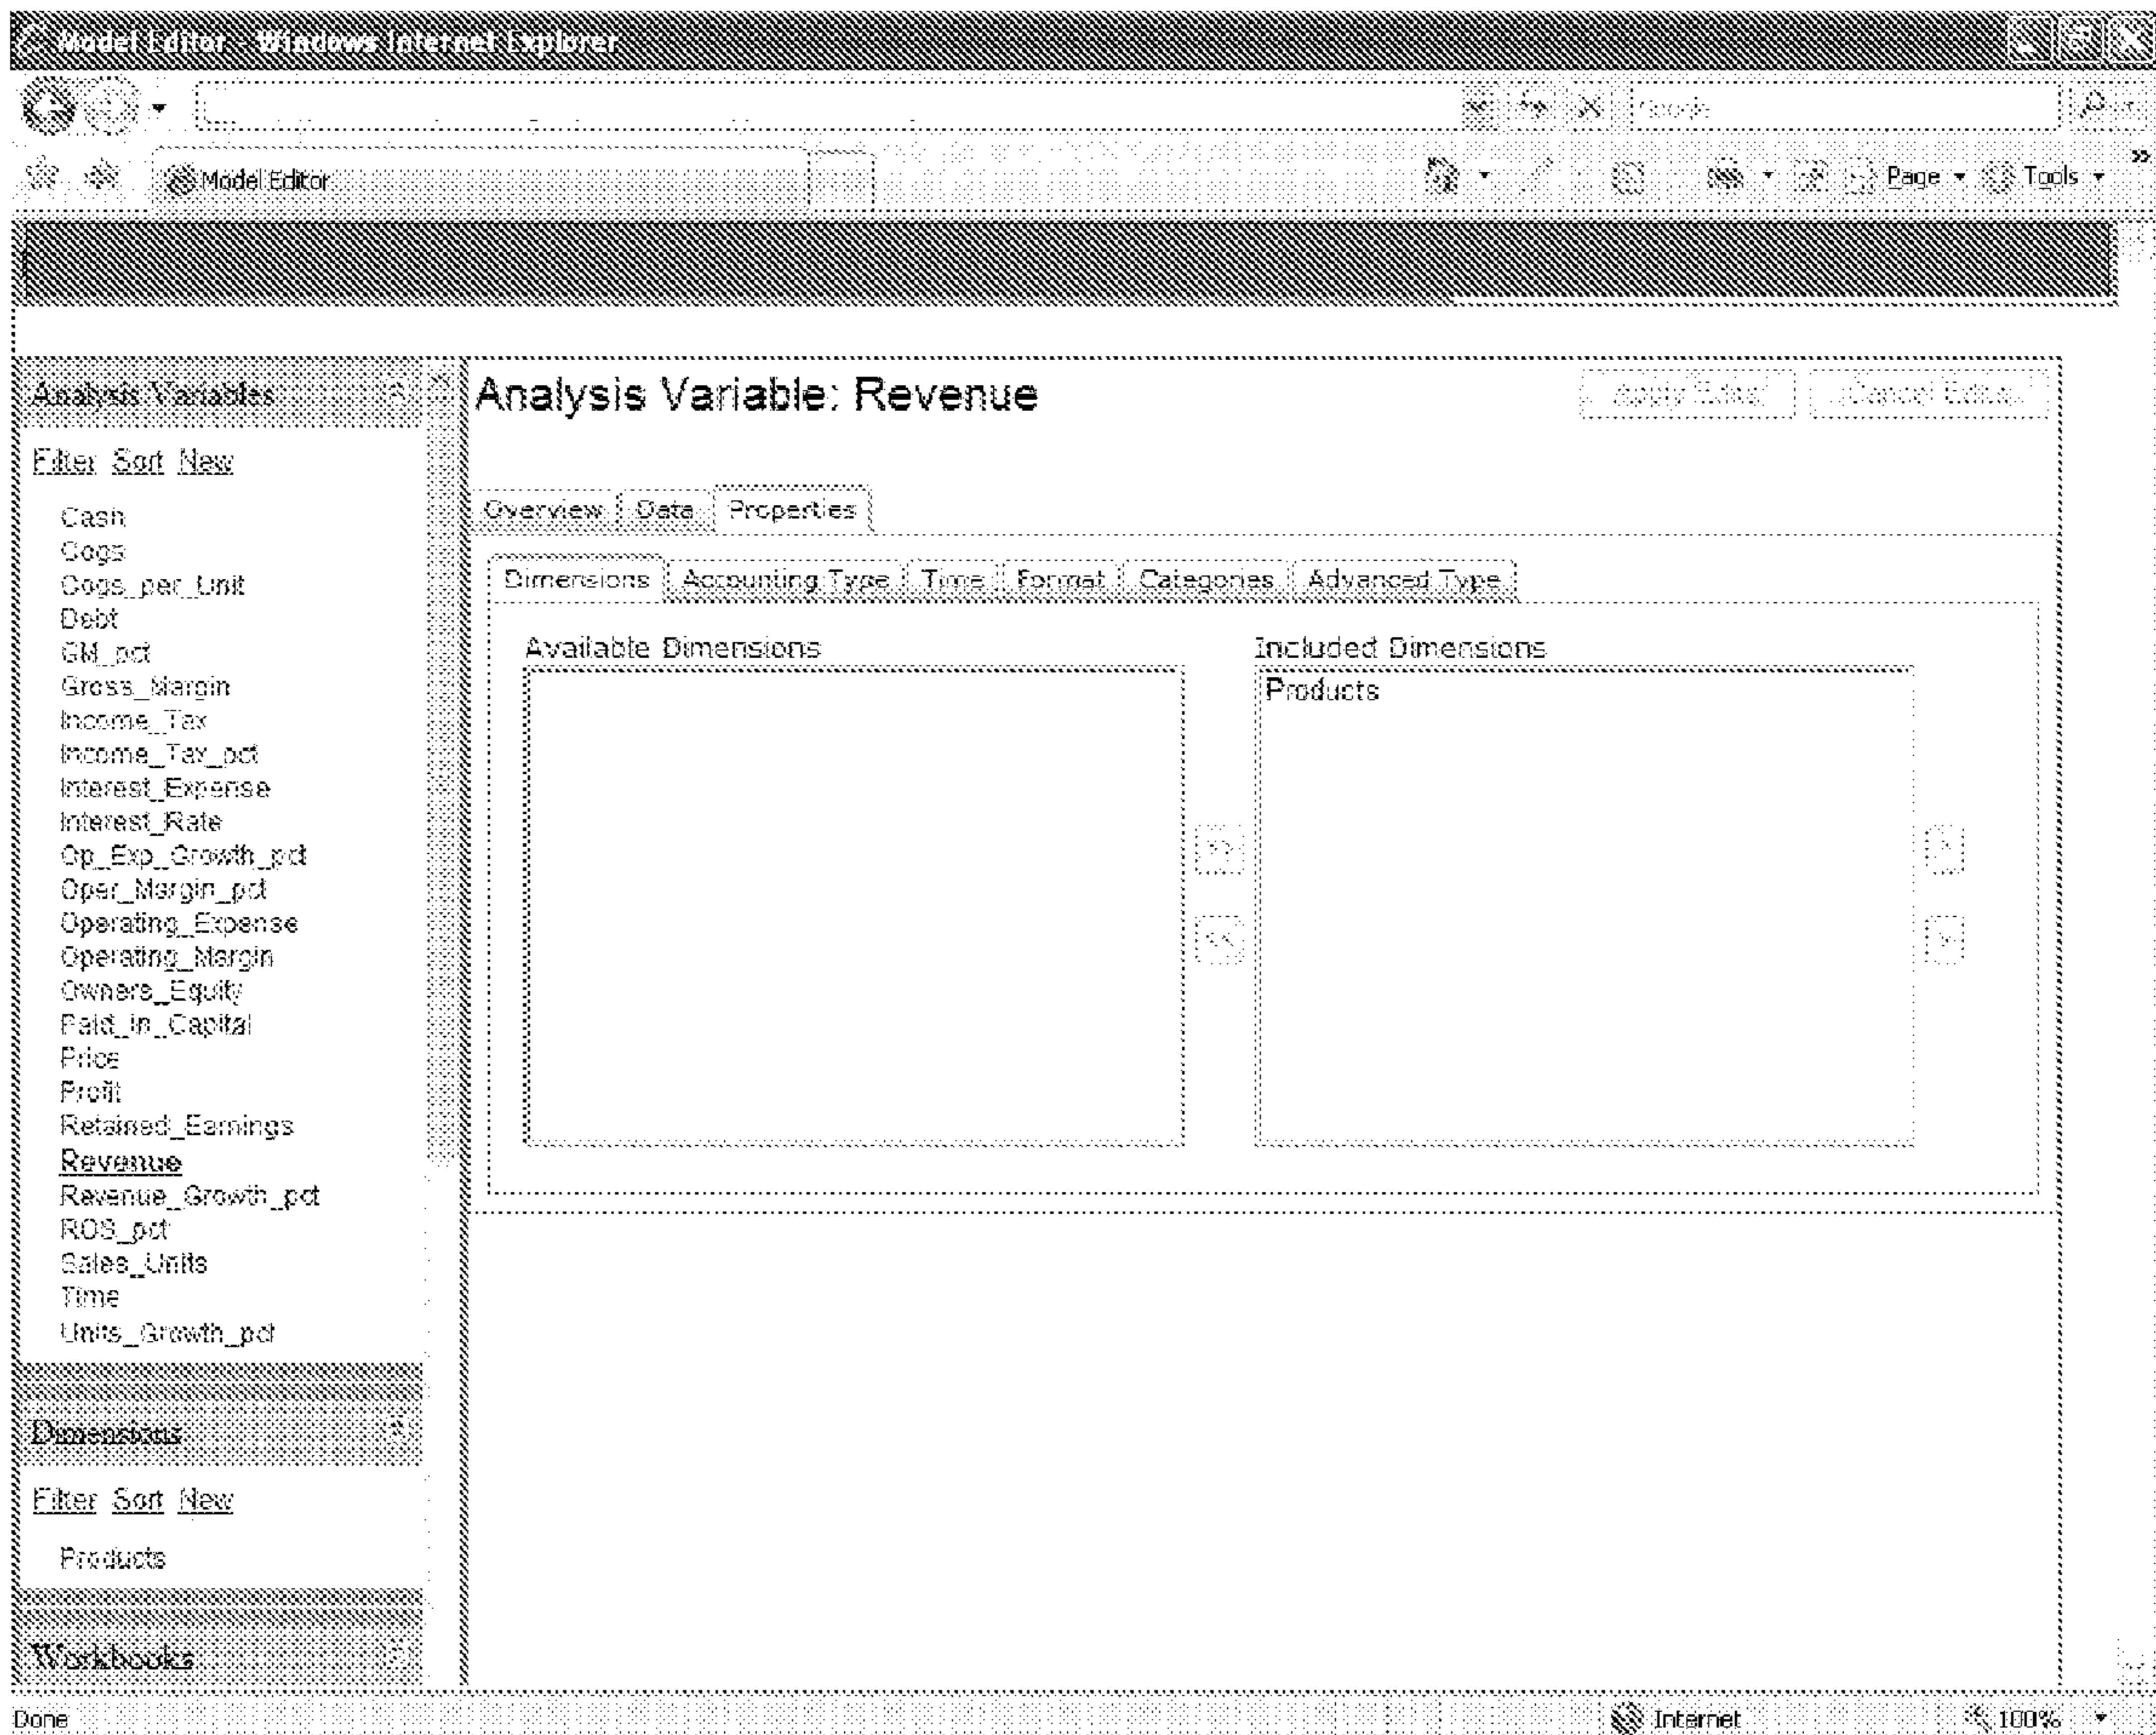 Model Editor - Windows Internet Explorer
Google
Model Editor
Page Tools
Analysis Variables
Filter Sort New
Cash
Cogs
Cogs_per_Unit
Debt
GM_pct
Gross_Margin
Income_Tax
Income_Tax_pct
Interest_Expense
Interest_Rate
Op_Exp_Growth_pct
Oper_Margin_pct
Operating_Expense
Operating_Margin
Owners_Equity
Paid_in_Capital
Price
Profit
Retained_Earnings
Revenue
Revenue_Growth_pct
ROS_pct
Sales_Units
Time
Units_Growth_pct
Dimensions
Filter Sort New
Products
Workbooks
Analysis Variable: Revenue
Apply Edits Cancel Edits
Overview Data Properties
Dimensions Accounting Type Time Format Categories Advanced Type
Available Dimensions
Included Dimensions
Products
>>
<<
Done
Internet
100%